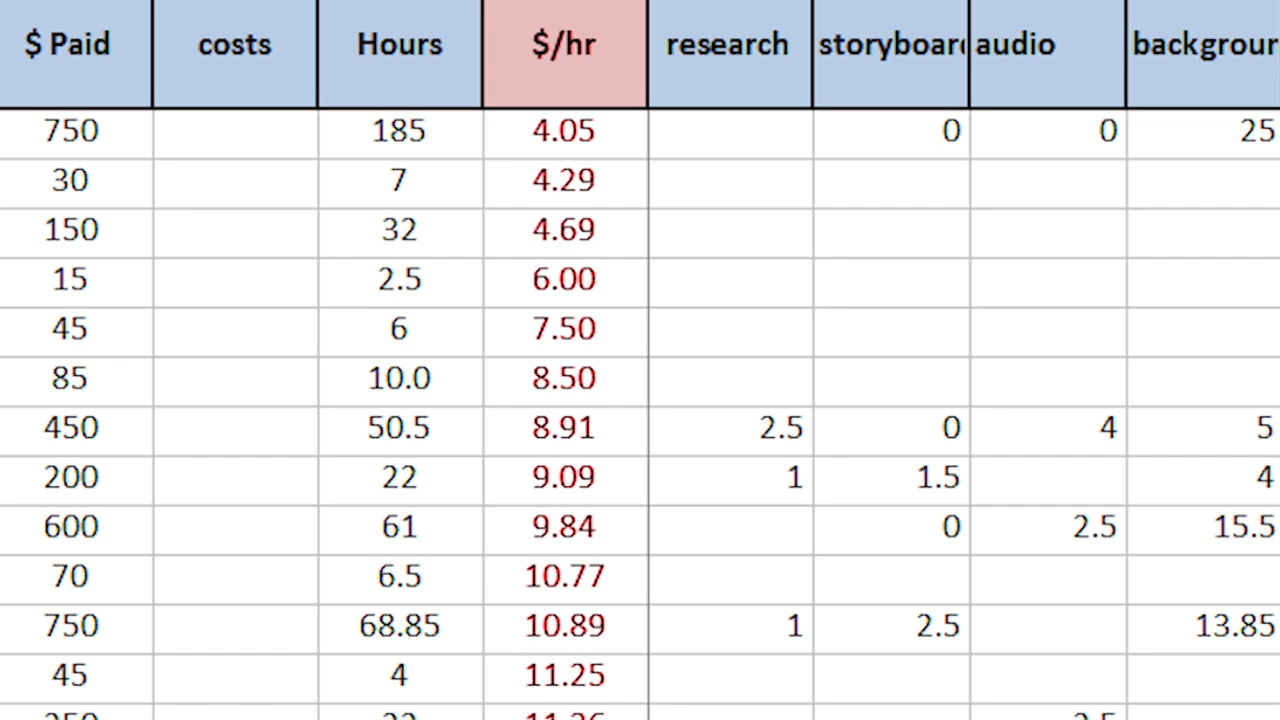 $ Paid costs Hours $/hr research storyboard audio backgroun
750 185 4.05 0 0 25
30 7 4.29
150 32 4.69
15 2.5 6.00
45 6 7.50
85 10.0 8.50
450 50.5 8.91 2.5 0 4 5
200 22 9.09 1 1.5 4
600 61 9.84 0 2.5 15.5
70 6.5 10.77
750 68.85 10.89 1 2.5 13.85
45 4 11.25